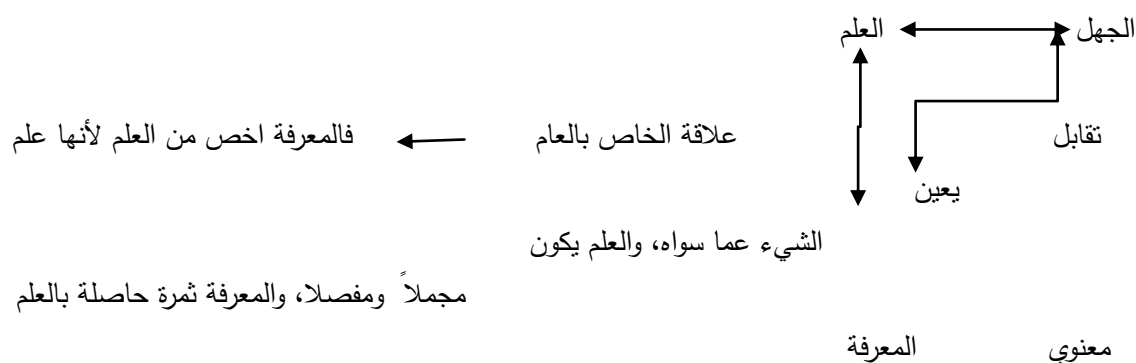 الجهل العلم
تقابل علاقة الخاص بالعام فالمعرفة اخص من العلم لأنها علم
يعين
الشيء عما سواه، والعلم يكون
مجملاً ومفصلا، والمعرفة ثمرة حاصلة بالعلم
معنوي المعرفة